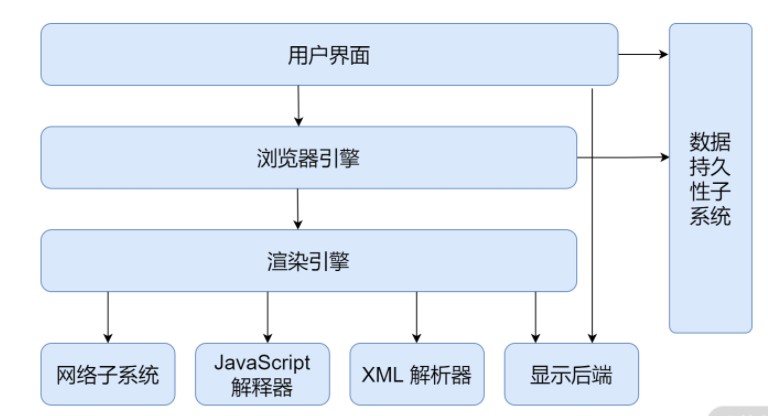 用户界面
浏览器引擎
渲染引擎
数据
持久
性子
系统
网络子系统
JavaScript
解释器
XML 解析器
显示后端